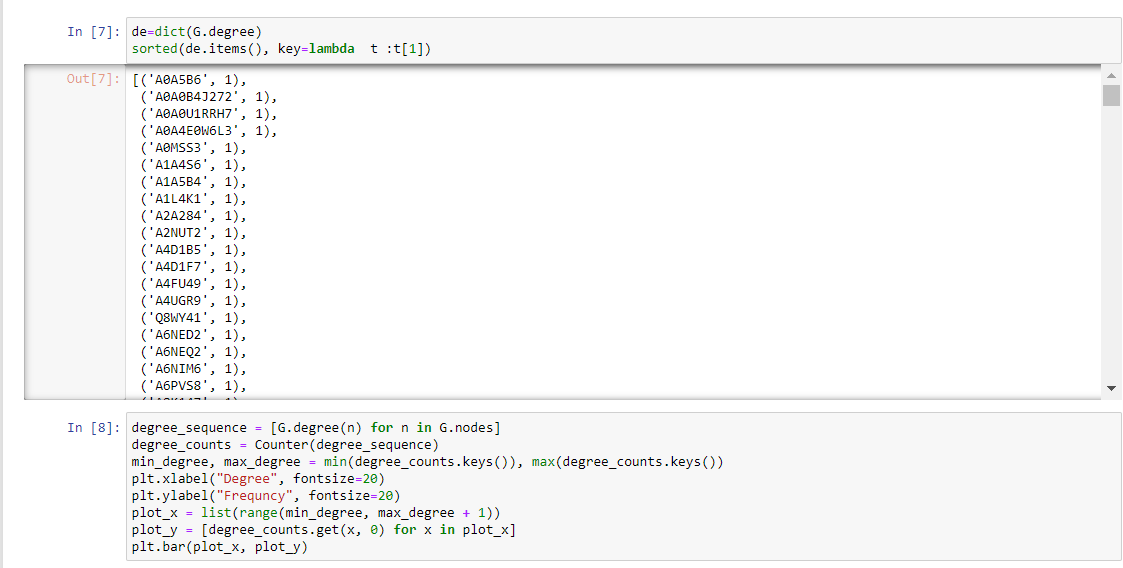 In [7]: de=dict(G.degree)
sorted(de.items(), key=lambda  t :t[1])
Out[7]: [('A0A5B6', 1),
('A0A0B4J272', 1),
('A0A0U1RRH7', 1),
('A0A4E0W6L3', 1),
('A0MSS3', 1),
('A1A4S6', 1),
('A1A5B4', 1),
('A1L4K1', 1),
('A2A284', 1),
('A2NUT2', 1),
('A4D1B5', 1),
('A4D1F7', 1),
('A4FU49', 1),
('A4UGR9', 1),
('Q8WY41', 1),
('A6NED2', 1),
('A6NEQ2', 1),
('A6NIM6', 1),
('A6PVS8', 1),
In [8]: degree_sequence = [G.degree(n) for n in G.nodes]
degree_counts = Counter(degree_sequence)
min_degree, max_degree = min(degree_counts.keys()), max(degree_counts.keys())
plt.xlabel("Degree", fontsize=20)
plt.ylabel("Frequncy", fontsize=20)
plot_x = list(range(min_degree, max_degree + 1))
plot_y = [degree_counts.get(x, 0) for x in plot_x]
plt.bar(plot_x, plot_y)